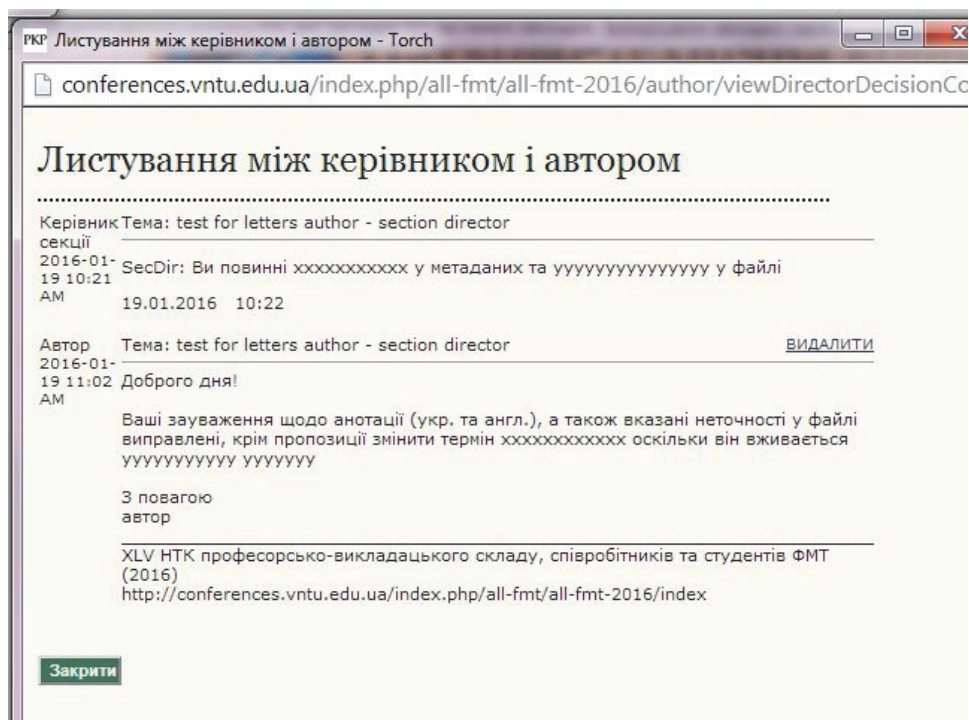 PKP Листування між керівником і автором - Torch
conferences.vntu.edu.ua/index.php/all-fmt/all-fmt-2016/author/viewDirectorDecisionCo
Листування між керівником і автором
Керівник секції 2016-01-19 10:21 AM
Тема: test for letters author - section director
SecDir: Ви повинні xxxxxxxxxxx у метаданих та yyyyyyyyyyyyyyy у файлі
19.01.2016 10:22
Автор 2016-01-19 11:02 AM
Тема: test for letters author - section director ВИДАЛИТИ
Доброго дня!
Ваші зауваження щодо анотації (укр. та англ.), а також вказані неточності у файлі
виправлені, крім пропозиції змінити термін xxxxxxxxxxxx оскільки він вживається
yyyyyyyyyyy yyyyyyy
З повагою
автор
XLV НТК професорсько-викладацького складу, співробітників та студентів ФМТ
(2016)
http://conferences.vntu.edu.ua/index.php/all-fmt/all-fmt-2016/index
Закрити